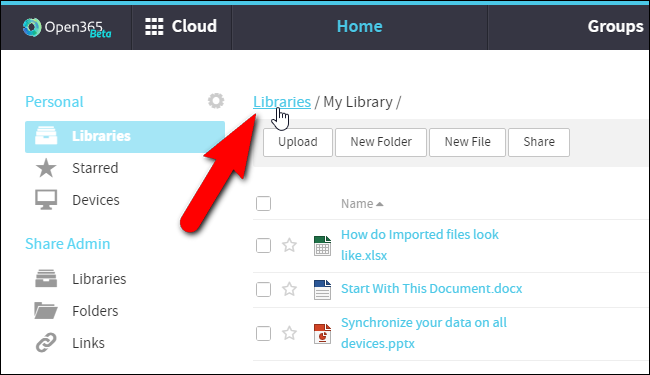 Open365 Beta Cloud Home Groups
Personal
Libraries / My Library /
Libraries
Upload New Folder New File Share
Starred
Devices
Name
Share Admin
How do Imported files look
like.xlsx
Libraries
Start With This Document.docx
Folders
Synchronize your data on all
devices.pptx
Links